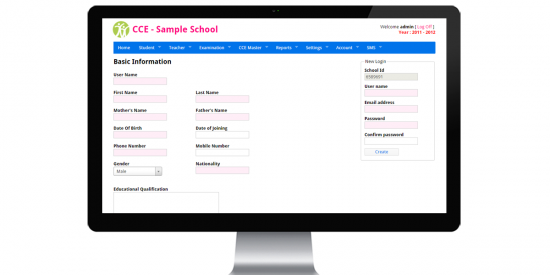 CCE - Sample School
Welcome admin [ Log Off ]
Year : 2011 - 2012
Home Student Teacher Examination CCE Master Reports Settings Account SMS
Basic Information
User Name
First Name Last Name
Mother's Name Father's Name
Date Of Birth Date of Joining
Phone Number Mobile Number
Gender Nationality
Male
Educational Qualification
New Login
School Id
User name
Email address
Password
Confirm password
Create